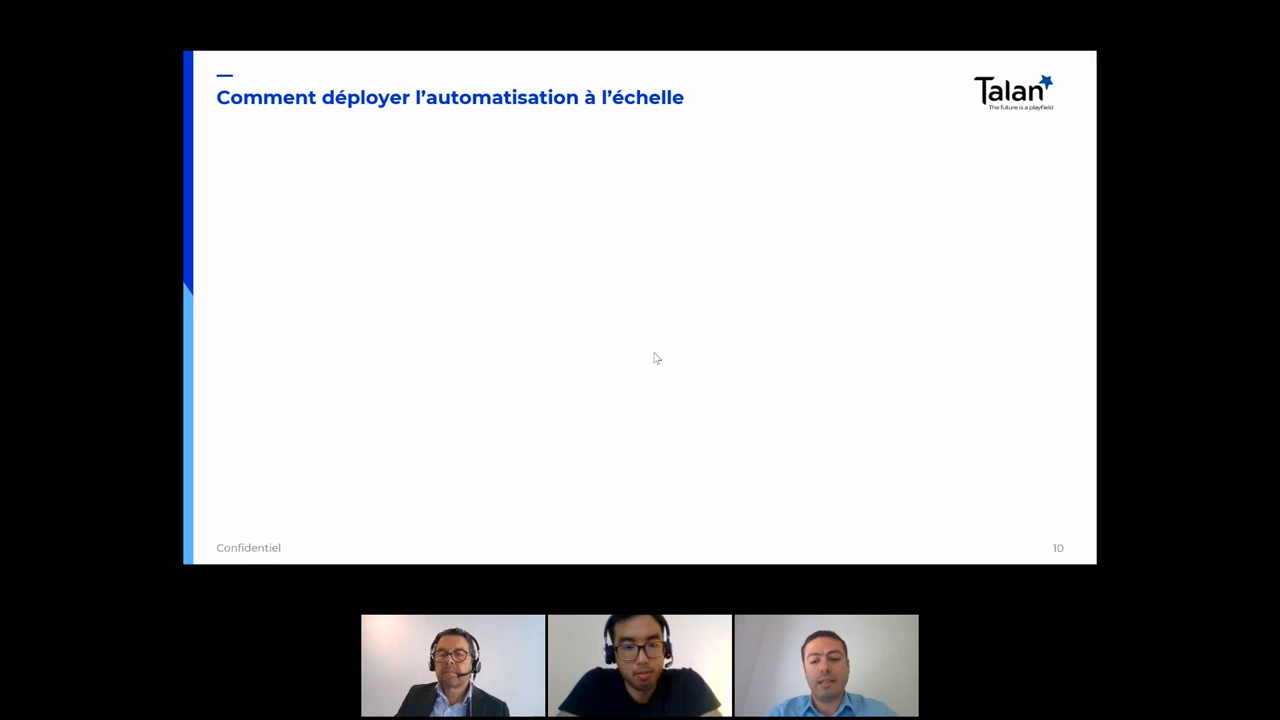 Comment déployer l’automatisation à l’échelle
Talan
The future is a playfield
Confidentiel
10